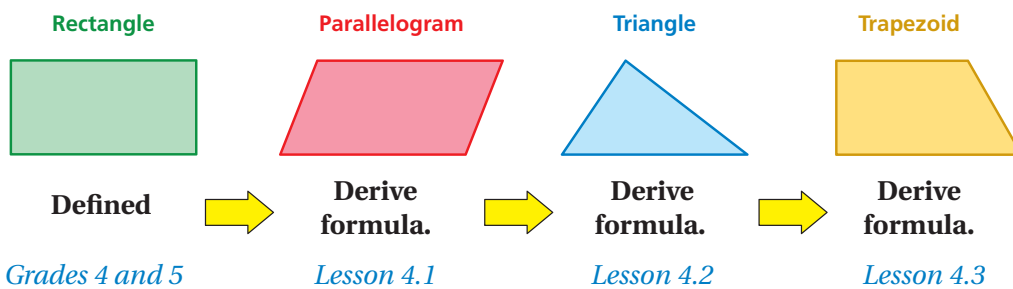 Rectangle
Parallelogram
Triangle
Trapezoid
Defined
Derive
formula.
Derive
formula.
Derive
formula.
Grades 4 and 5
Lesson 4.1
Lesson 4.2
Lesson 4.3